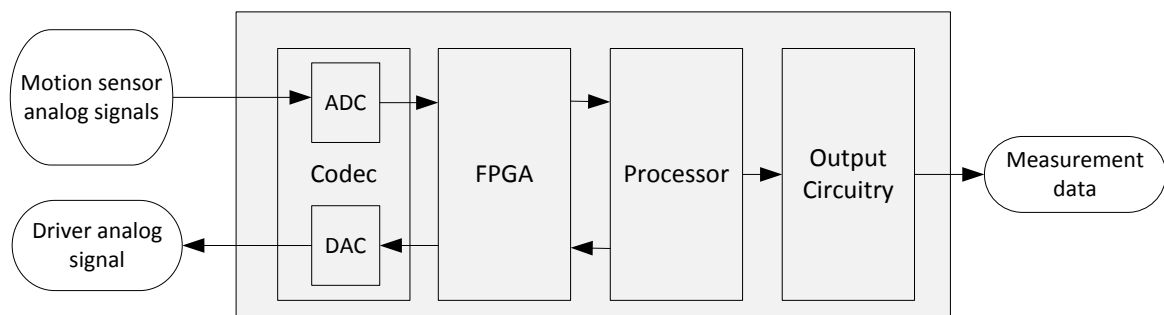 Motion sensor
analog signals
ADC
Codec
DAC
FPGA
Processor
Output
Circuitry
Measurement
data
Driver analog
signal